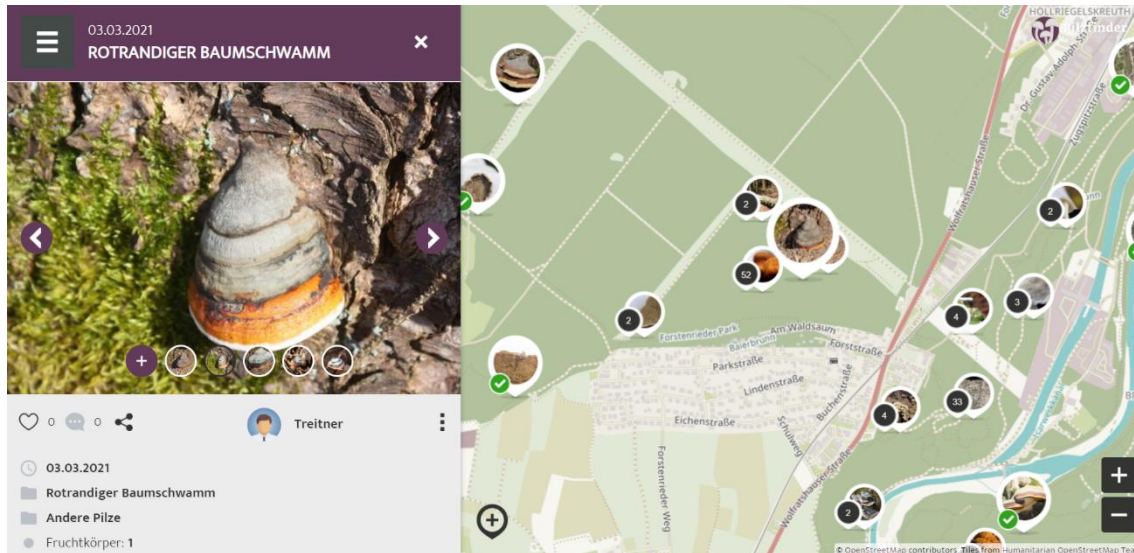 03.03.2021
ROTRANDIGER BAUMSCHWAMM
0
0
Treitner
03.03.2021
Rotrandiger Baumschwamm
Andere Pilze
Fruchtkörper: 1
HÖLLRIEGELSKREUTH
Dr. Gustav-Adolph-Straße
Zugspitzstraße
Wolfratshauser Straße
2
2
52
2
4
3
Forstenrieder Park
Baierbrunn
Am Waldsaum
Forststraße
Parkstraße
Lindenstraße
Buchenstraße
Eichenstraße
Schulweg
4
33
Forstenrieder Weg
Wolfratshauser Straße
2
+
−
© OpenStreetMap contributors Tiles from Humanitarian OpenStreetMap Tea